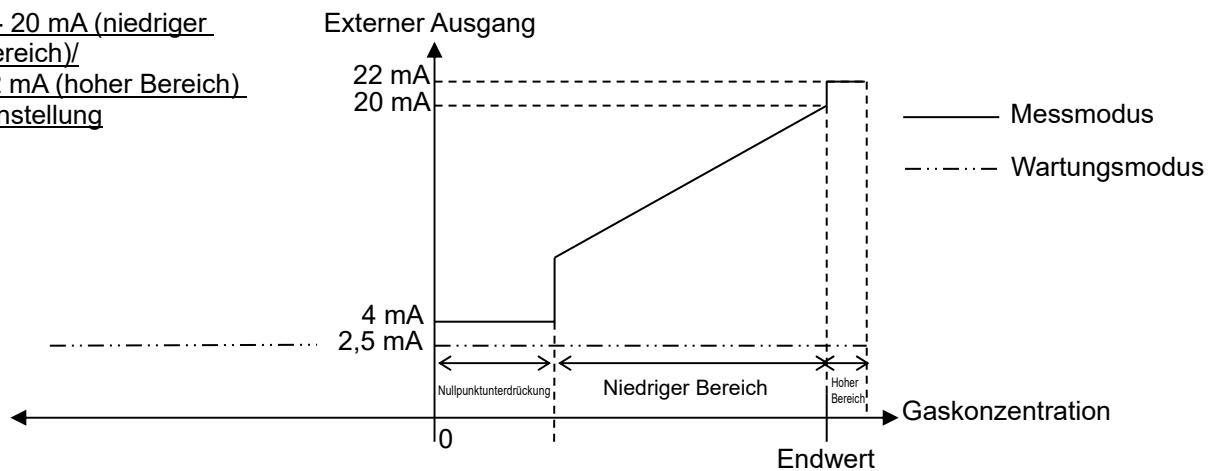 - 20 mA (niedriger
ereich)/
2 mA (hoher Bereich)
nstellung
Externer Ausgang
22 mA
20 mA
Messmodus
Wartungsmodus
4 mA
2,5 mA
Nullpunktunterdrückung
Niedriger Bereich
Hoher
Bereich
Gaskonzentration
0
Endwert